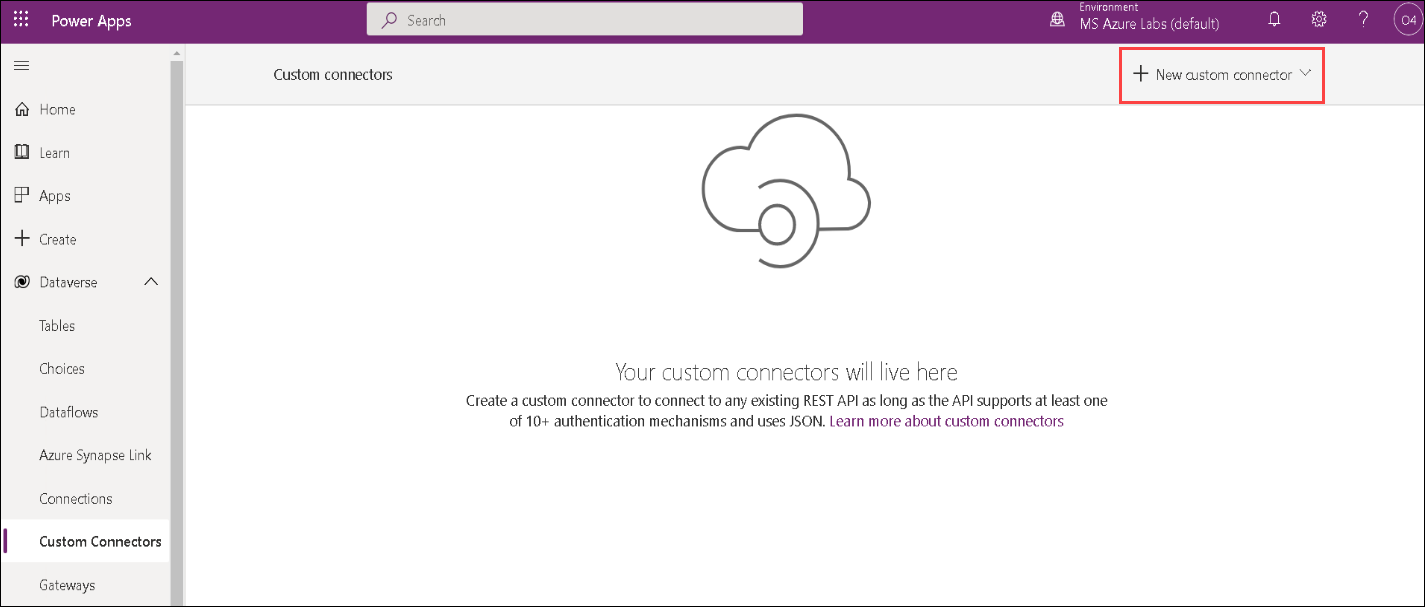 Power Apps
Search
Environment
MS Azure Labs (default)
?
O4
Custom connectors
New custom connector
Home
Learn
Apps
Create
Dataverse
Tables
Choices
Dataflows
Azure Synapse Link
Connections
Custom Connectors
Gateways
Your custom connectors will live here
Create a custom connector to connect to any existing REST API as long as the API supports at least one
of 10+ authentication mechanisms and uses JSON. Learn more about custom connectors